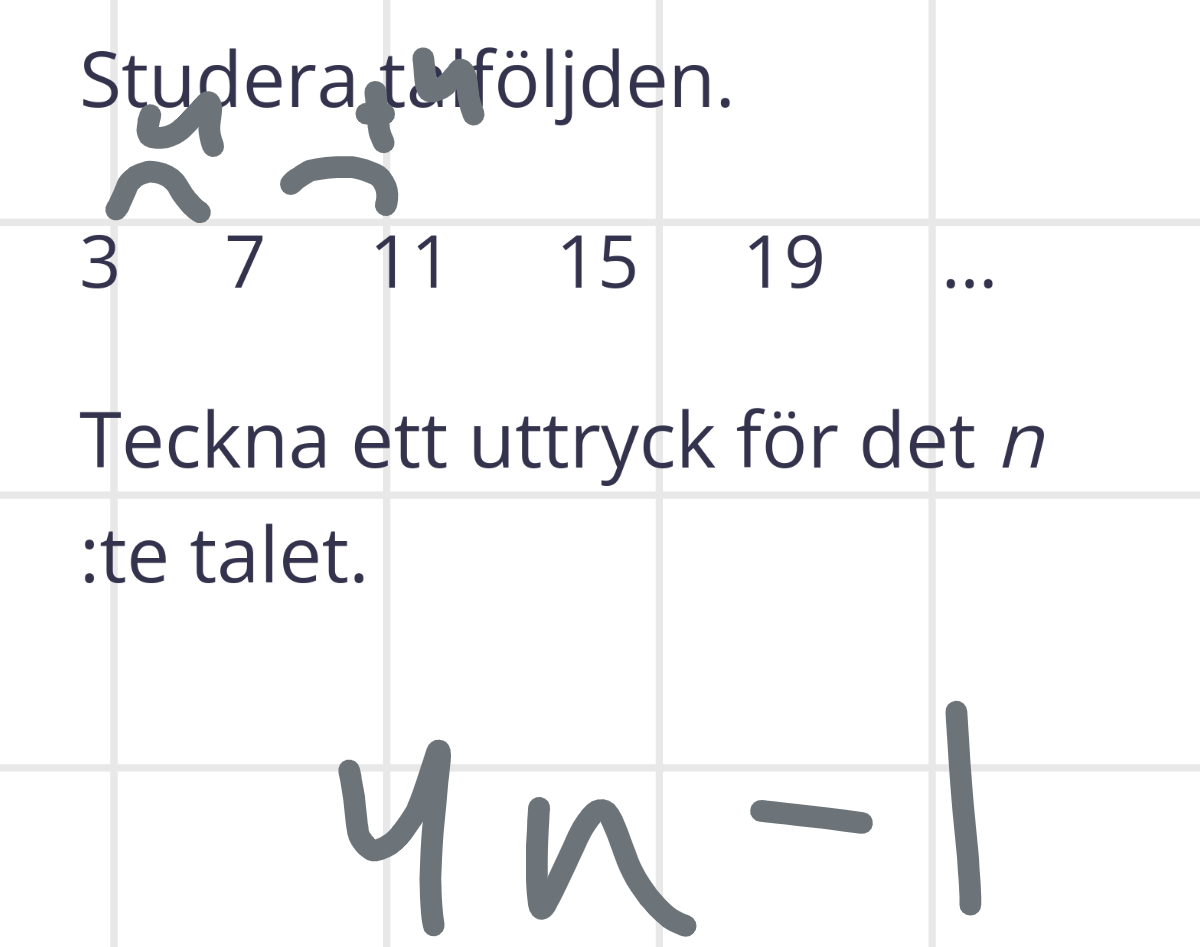 Studera talföljden.
4 +4
3 7 11 15 19 ...
Teckna ett uttryck för det n
:te talet.
4n-1